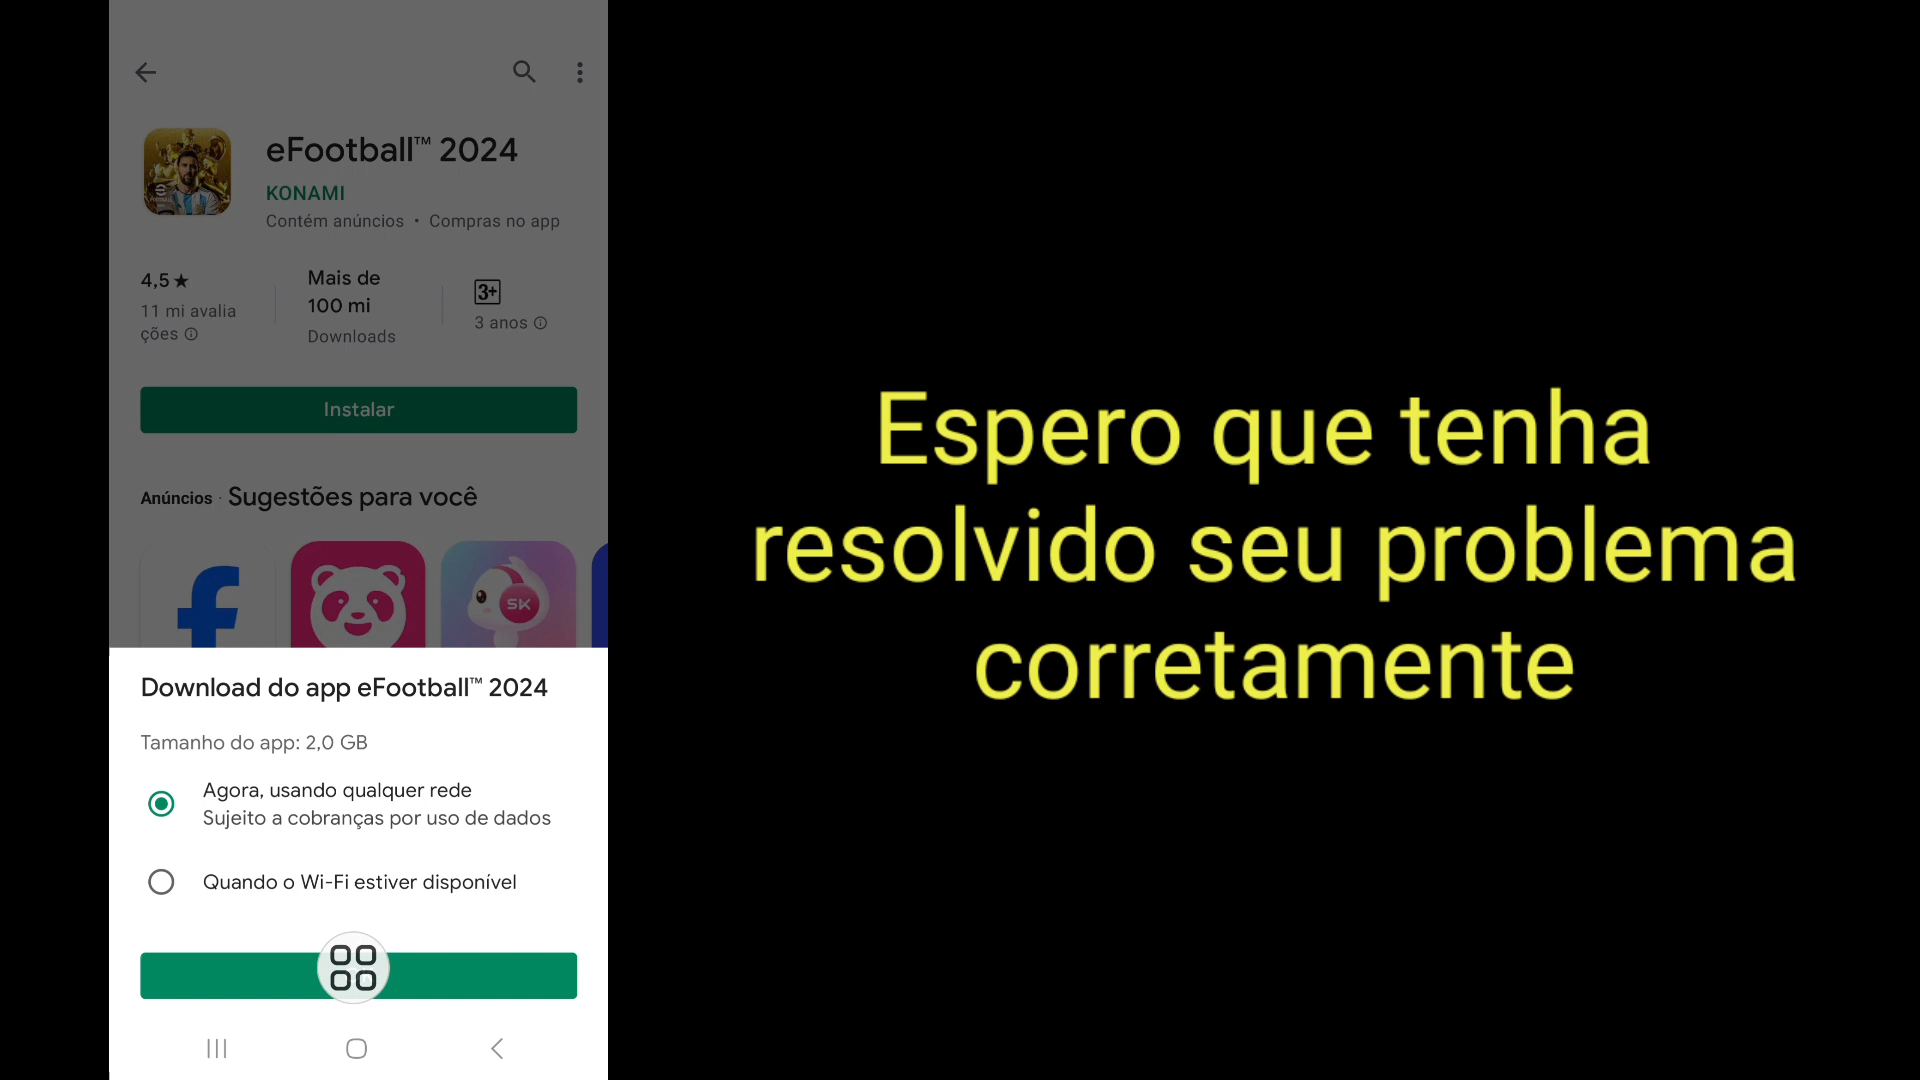 eFootball™ 2024
KONAMI
Contém anúncios • Compras no app
4,5★
11 mi avalia
ções
Mais de
100 mi
Downloads
3+
3 anos
Instalar
Anúncios · Sugestões para você
f
SK
Download do app eFootball™ 2024
Tamanho do app: 2,0 GB
Agora, usando qualquer rede
Sujeito a cobranças por uso de dados
Quando o Wi-Fi estiver disponível
Espero que tenha
resolvido seu problema
corretamente